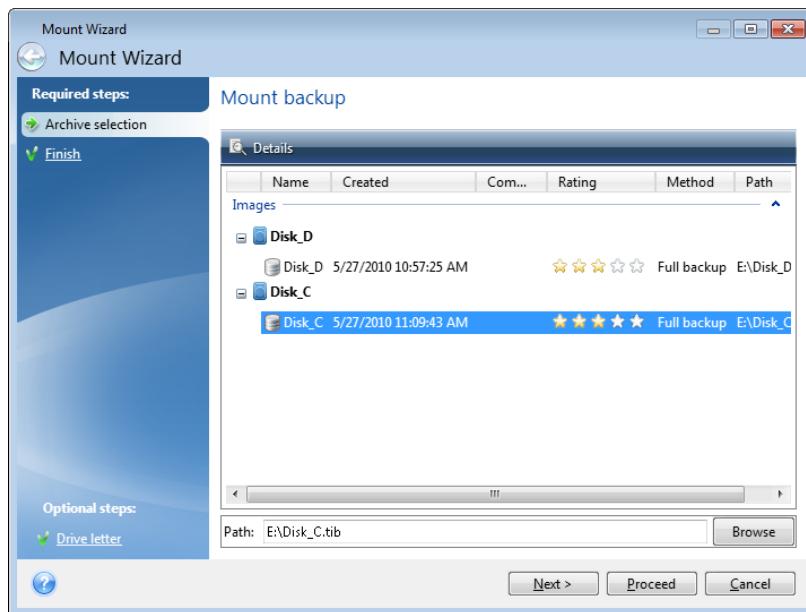 Mount Wizard
Mount Wizard
Required steps:
Archive selection
Finish
Optional steps:
Drive letter
Mount backup
Details
Name Created Com... Rating Method Path
Images
Disk_D
Disk_D 5/27/2010 10:57:25 AM Full backup E:\Disk_D
Disk_C
Disk_C 5/27/2010 11:09:43 AM Full backup E:\Disk_C
Path: E:\Disk_C.tib Browse
? Next > Proceed Cancel